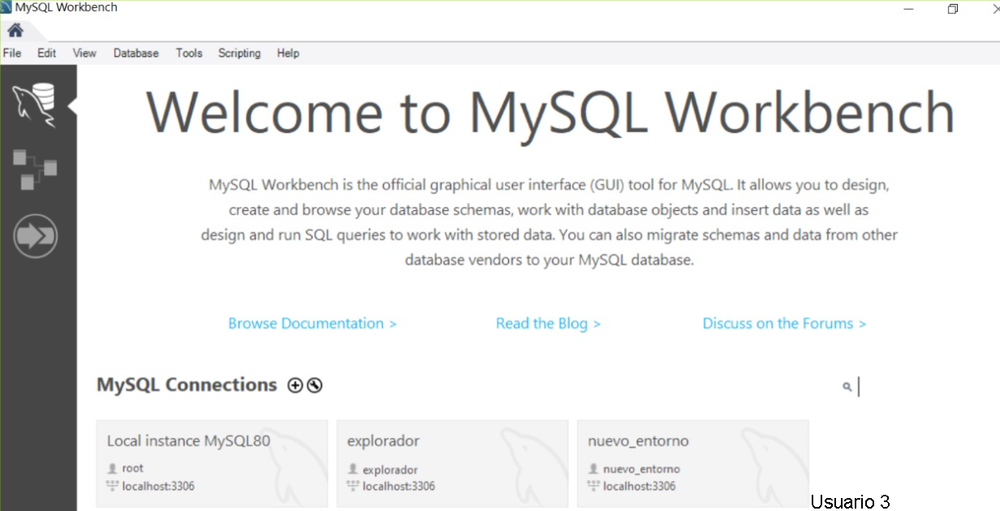 MySQL Workbench
File Edit View Database Tools Scripting Help
Welcome to MySQL Workbench
MySQL Workbench is the official graphical user interface (GUI) tool for MySQL. It allows you to design,
create and browse your database schemas, work with database objects and insert data as well as
design and run SQL queries to work with stored data. You can also migrate schemas and data from other
database vendors to your MySQL database.
Browse Documentation > Read the Blog > Discuss on the Forums >
MySQL Connections
Local instance MySQL80
root
localhost:3306
explorador
explorador
localhost:3306
nuevo_entorno
nuevo_entorno
localhost:3306
Usuario 3